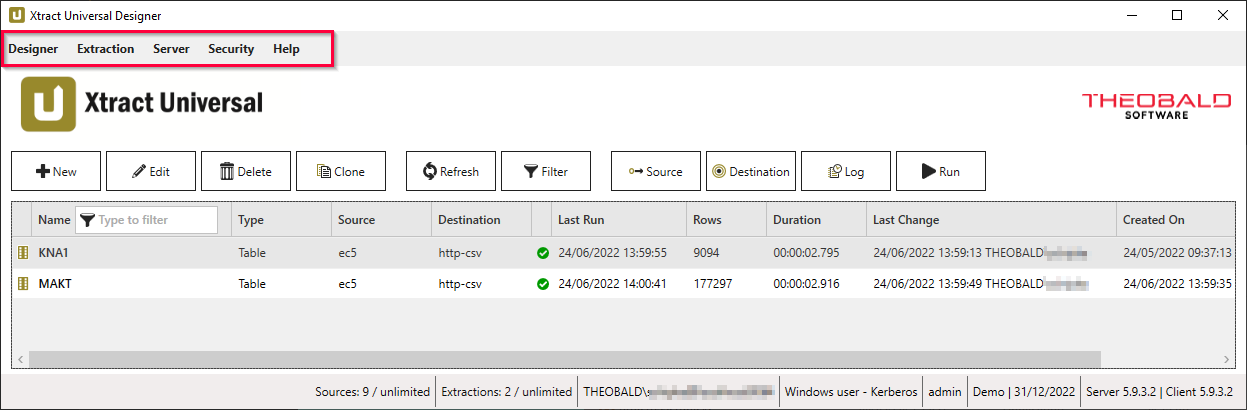 Xtract Universal Designer
Designer Extraction Server Security Help
Xtract Universal
THEOBALD
SOFTWARE
New Edit Delete Clone Refresh Filter Source Destination Log Run
Name Type to filter Type Source Destination Last Run Rows Duration Last Change Created On
KNA1 Table ec5 http-csv 24/06/2022 13:59:55 9094 00:00:02.795 24/06/2022 13:59:13 THEOBALD\ 24/05/2022 09:37:13
MAKT Table ec5 http-csv 24/06/2022 14:00:41 177297 00:00:02.916 24/06/2022 13:59:49 THEOBALD\ 24/06/2022 13:59:35
Sources: 9 / unlimited Extractions: 2 / unlimited THEOBALD\ Windows user - Kerberos admin Demo | 31/12/2022 Server 5.9.3.2 | Client 5.9.3.2